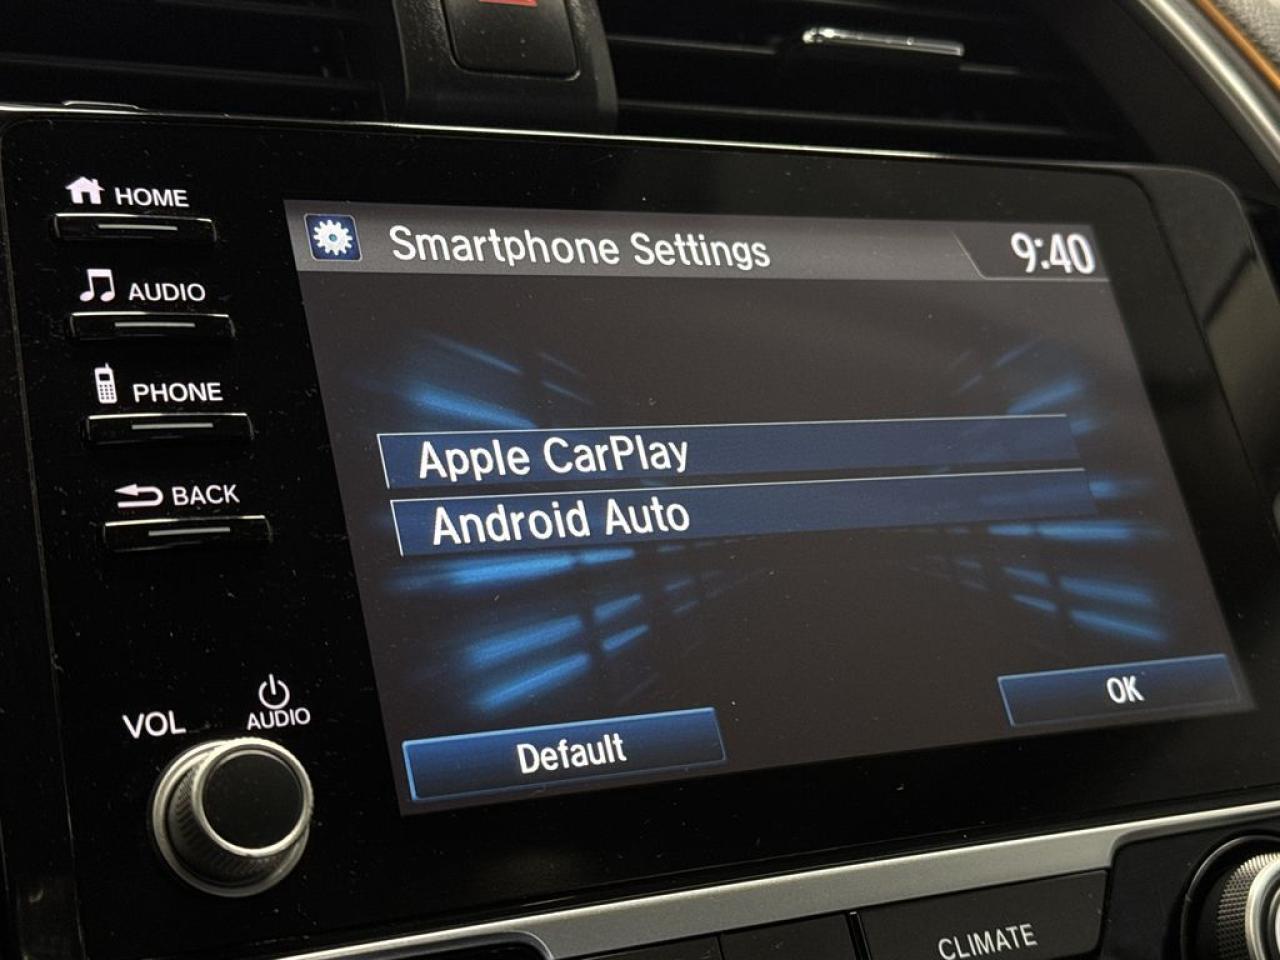 HOME
AUDIO
PHONE
BACK
VOL
AUDIO
Smartphone Settings
9:40
Apple CarPlay
Android Auto
Default
OK
CLIMATE